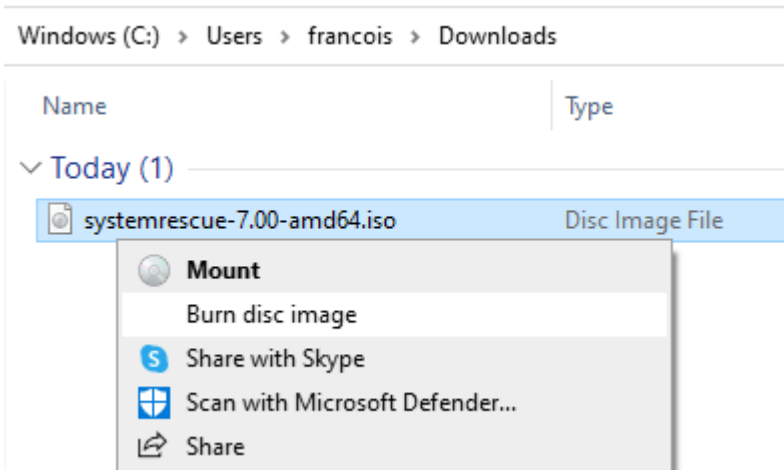 Windows (C:) > Users > francois > Downloads
Name Type
Today (1)
systemrescue-7.00-amd64.iso Disc Image File
Mount
Burn disc image
Share with Skype
Scan with Microsoft Defender...
Share